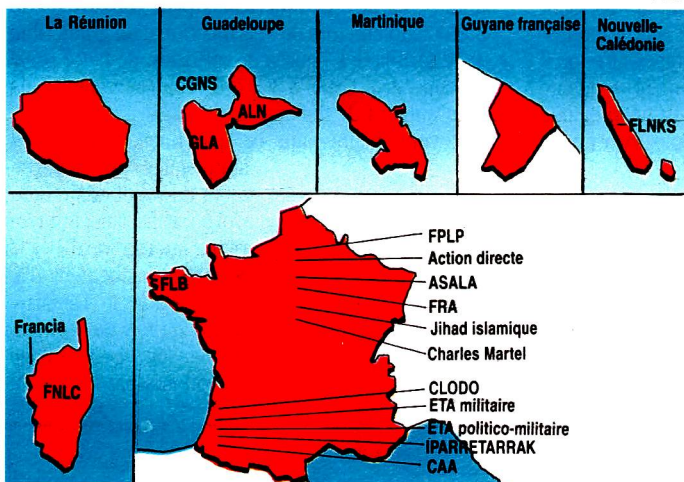 La Réunion
Guadeloupe
Martinique
Guyane française
Nouvelle-
Calédonie
CGNS
ALN
GLA
FLNKS
FPLP
Action directe
ASALA
FRA
Jihad islamique
Charles Martel
FLB
Francia
FNLC
CLODO
ETA militaire
ETA politico-militaire
IPARRETARRAK
CAA